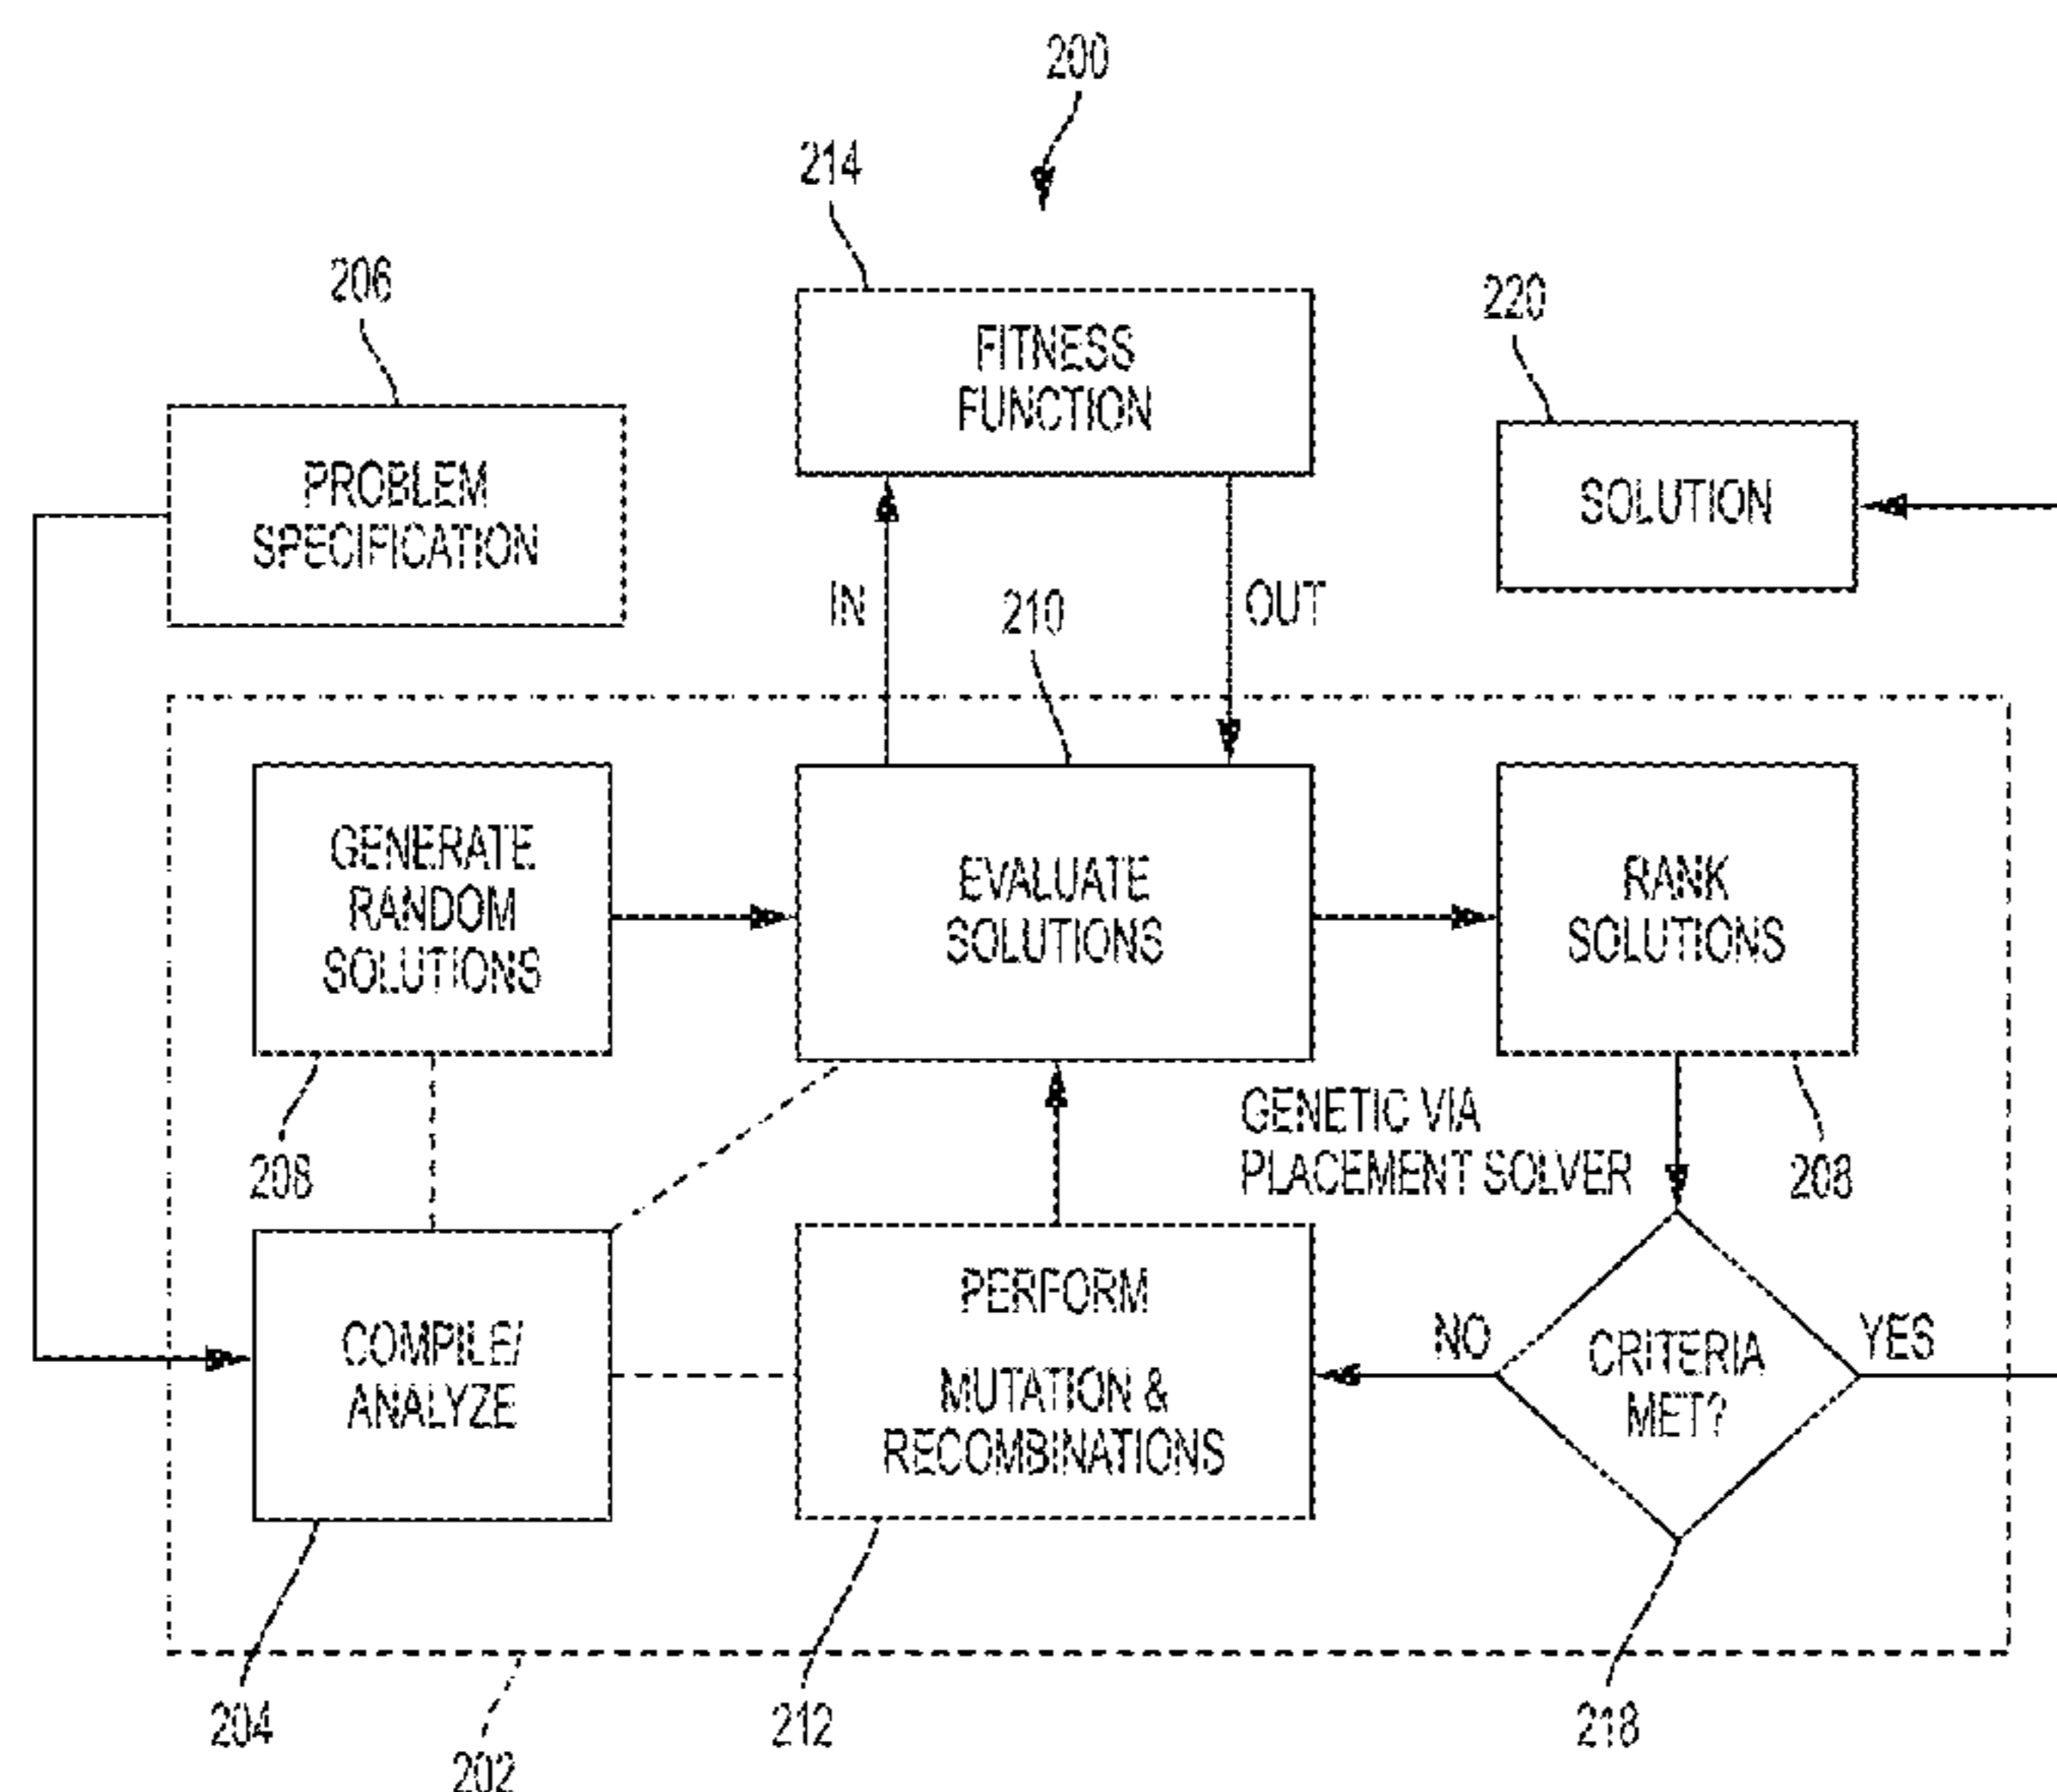 200
214
206
220
FITNESS
FUNCTION
PROBLEM
SPECIFICATION
SOLUTION
IN
210
OUT
GENERATE
RANDOM
SOLUTIONS
EVALUATE
SOLUTIONS
RANK
SOLUTIONS
GENETIC VIA
PLACEMENT SOLVER
208
208
COMPILE/
ANALYZE
PERFORM
MUTATION &
RECOMBINATIONS
NO
CRITERIA
MET?
YES
204
202
212
218